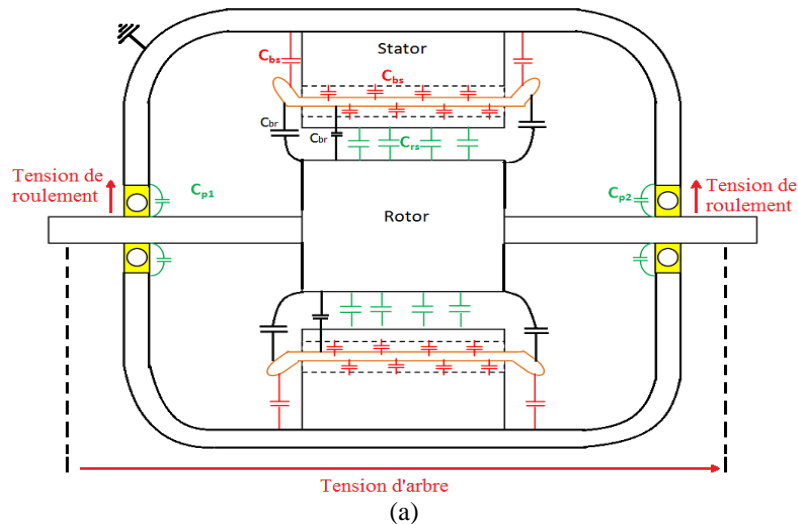 Stator
Cbs
Cbs
Cbr
Cbr
Crs
Tension de
roulement
Cp1
Cp2
Tension de
roulement
Rotor
Tension d'arbre
(a)